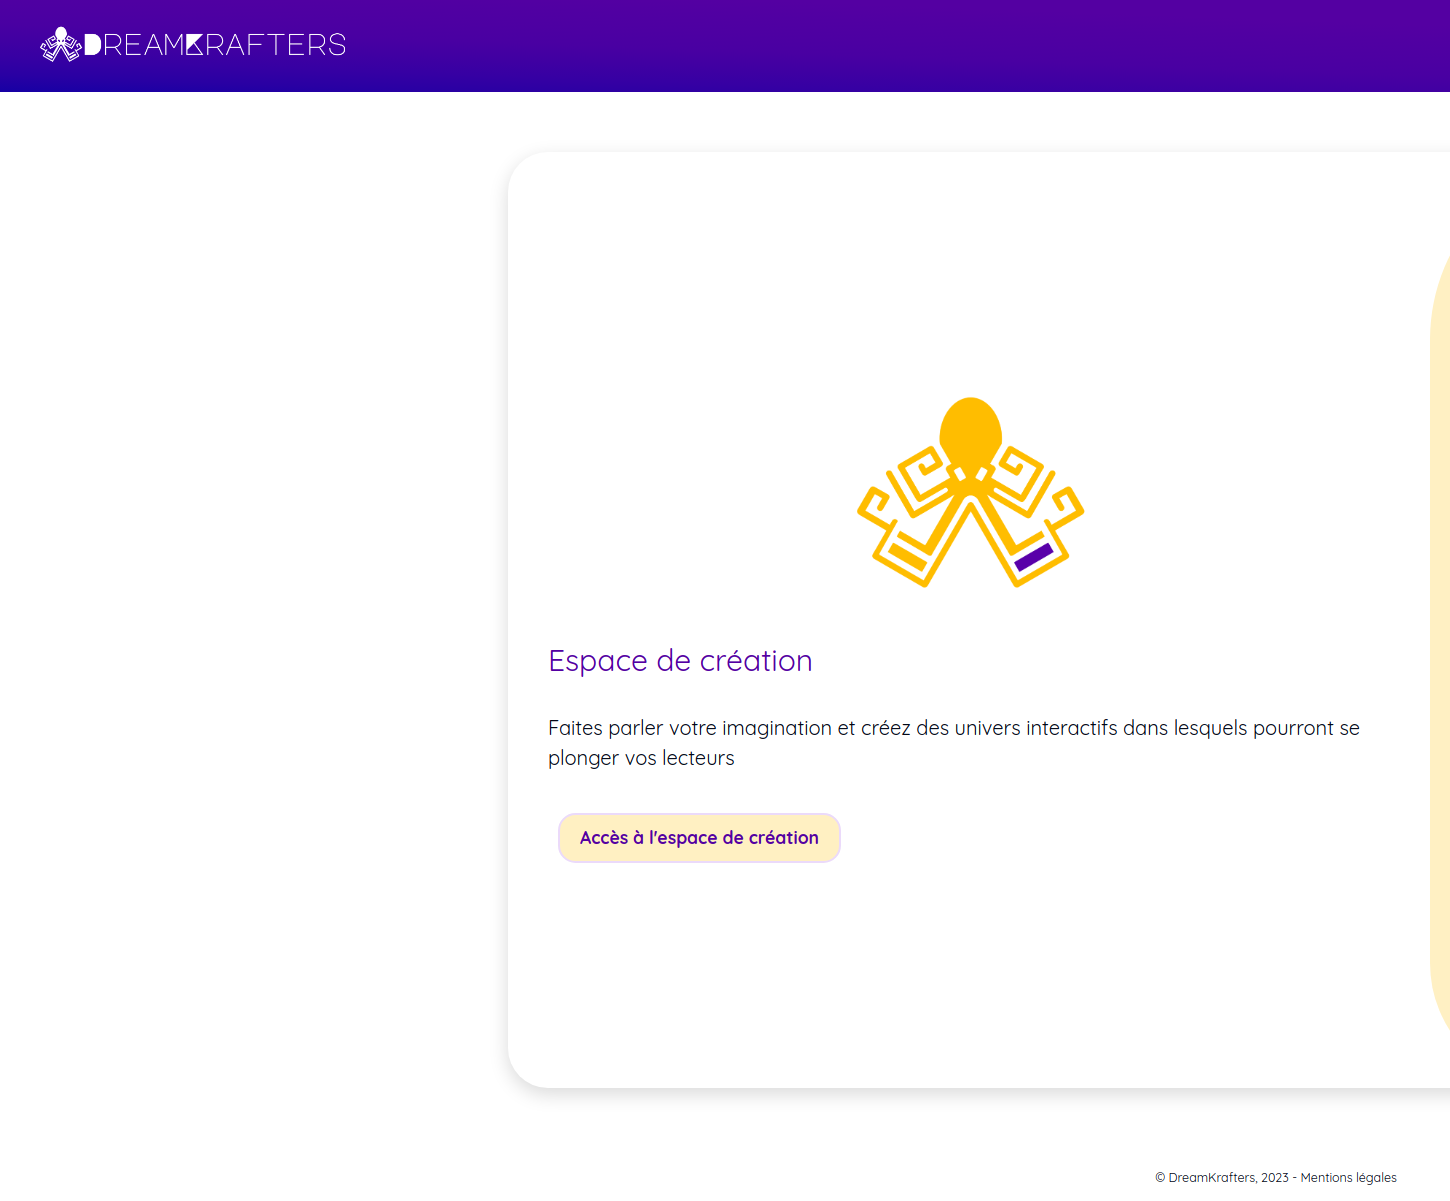 DREAMKRAFTERS
Espace de création
Faites parler votre imagination et créez des univers interactifs dans lesquels pourront se
plonger vos lecteurs
Accès à l'espace de création
© DreamKrafters, 2023 - Mentions légales